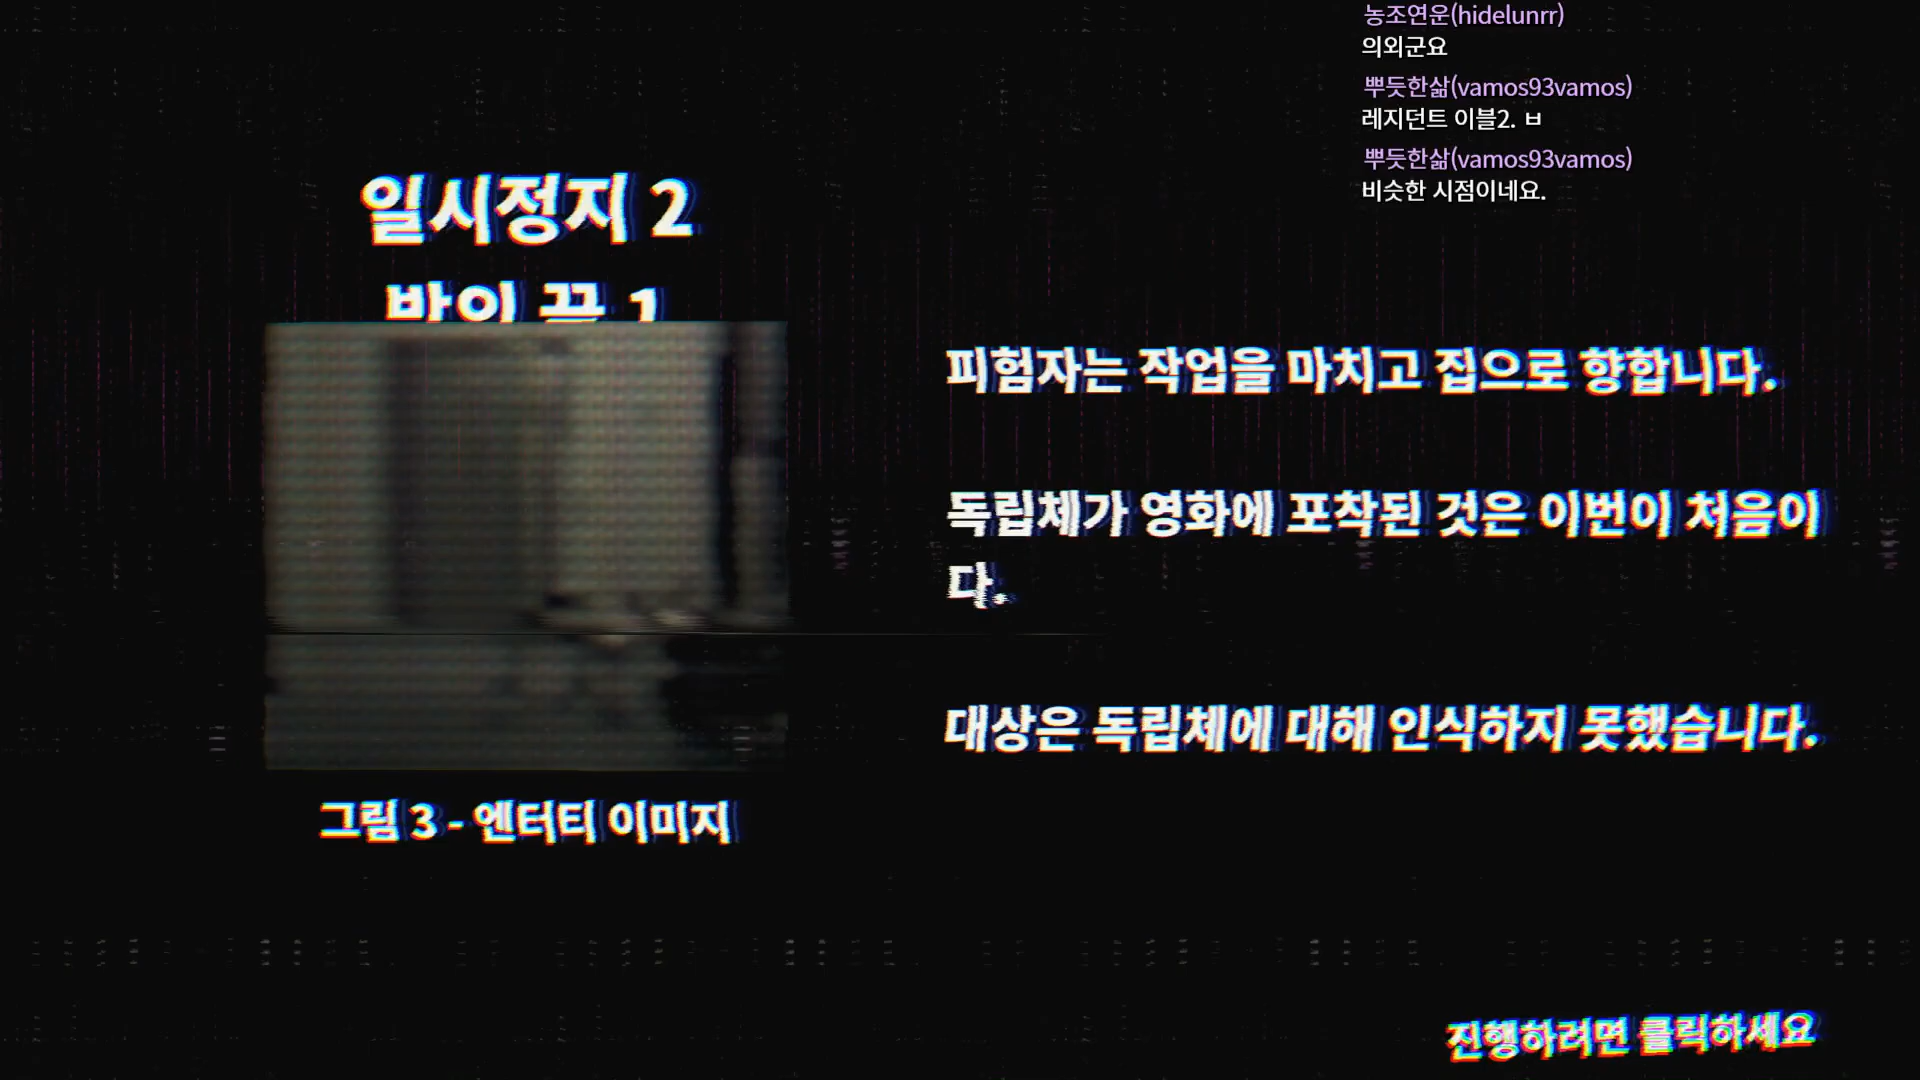 농조연운(hidelunrr)
의외군요
뿌듯한삶(vamos93vamos)
레지던트 이블2. ㅂ
뿌듯한삶(vamos93vamos)
비슷한 시점이네요.
일시정지 2
밤의 끝 1
피험자는 작업을 마치고 집으로 향합니다.
독립체가 영화에 포착된 것은 이번이 처음이
다.
대상은 독립체에 대해 인식하지 못했습니다.
그림 3 - 엔터티 이미지
진행하려면 클릭하세요